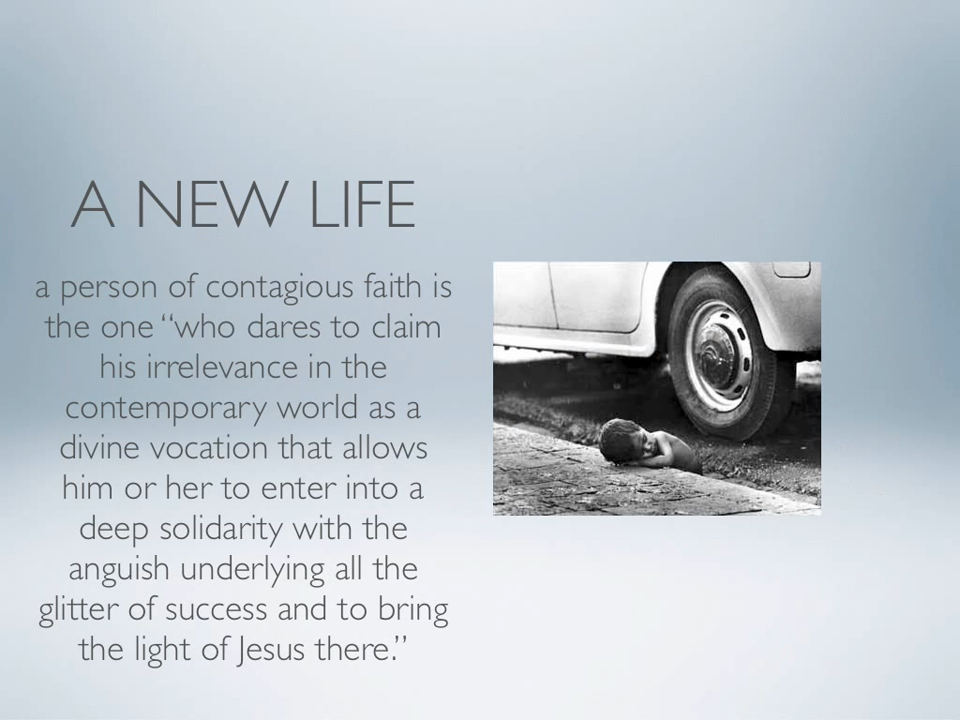 A NEW LIFE
a person of contagious faith is
the one “who dares to claim
his irrelevance in the
contemporary world as a
divine vocation that allows
him or her to enter into a
deep solidarity with the
anguish underlying all the
glitter of success and to bring
the light of Jesus there.”